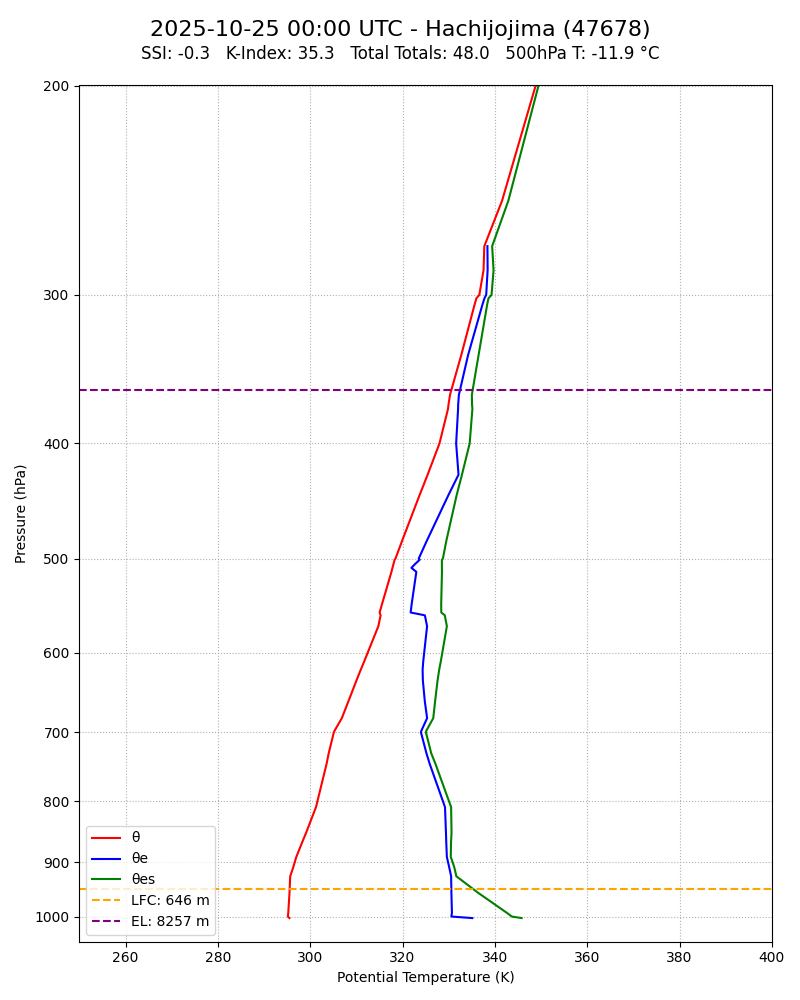 2025-10-25 00:00 UTC - Hachijojima (47678)
SSI: -0.3   K-Index: 35.3   Total Totals: 48.0   500hPa T: -11.9 °C
200
300
400
500
600
700
800
900
1000
Pressure (hPa)
θ
θe
θes
LFC: 646 m
EL: 8257 m
260 280 300 320 340 360 380 400
Potential Temperature (K)